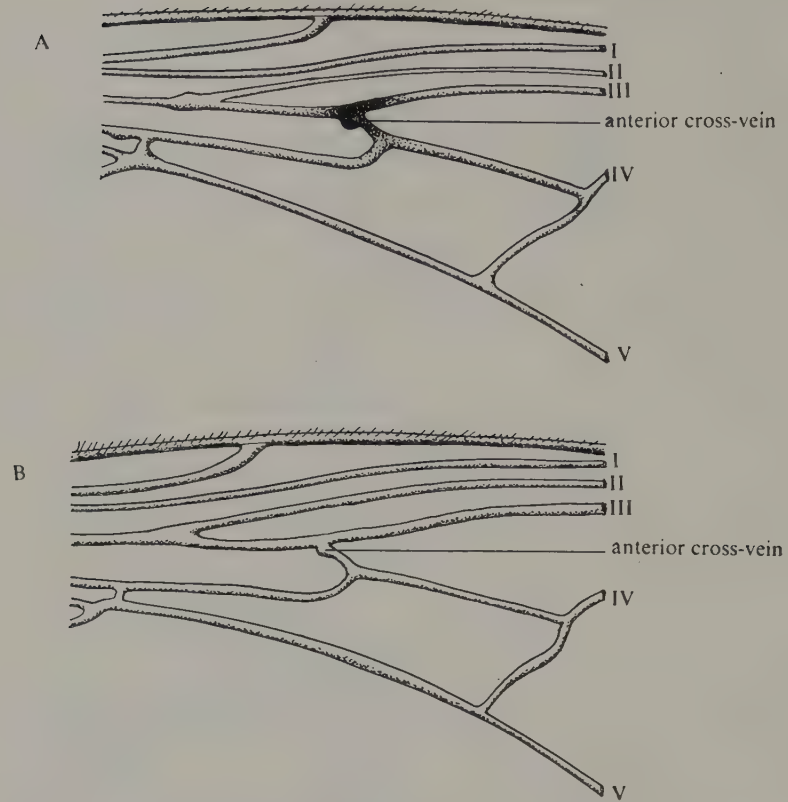 A
I
II
III
anterior cross-vein
IV
V
B
I
II
III
anterior cross-vein
IV
V